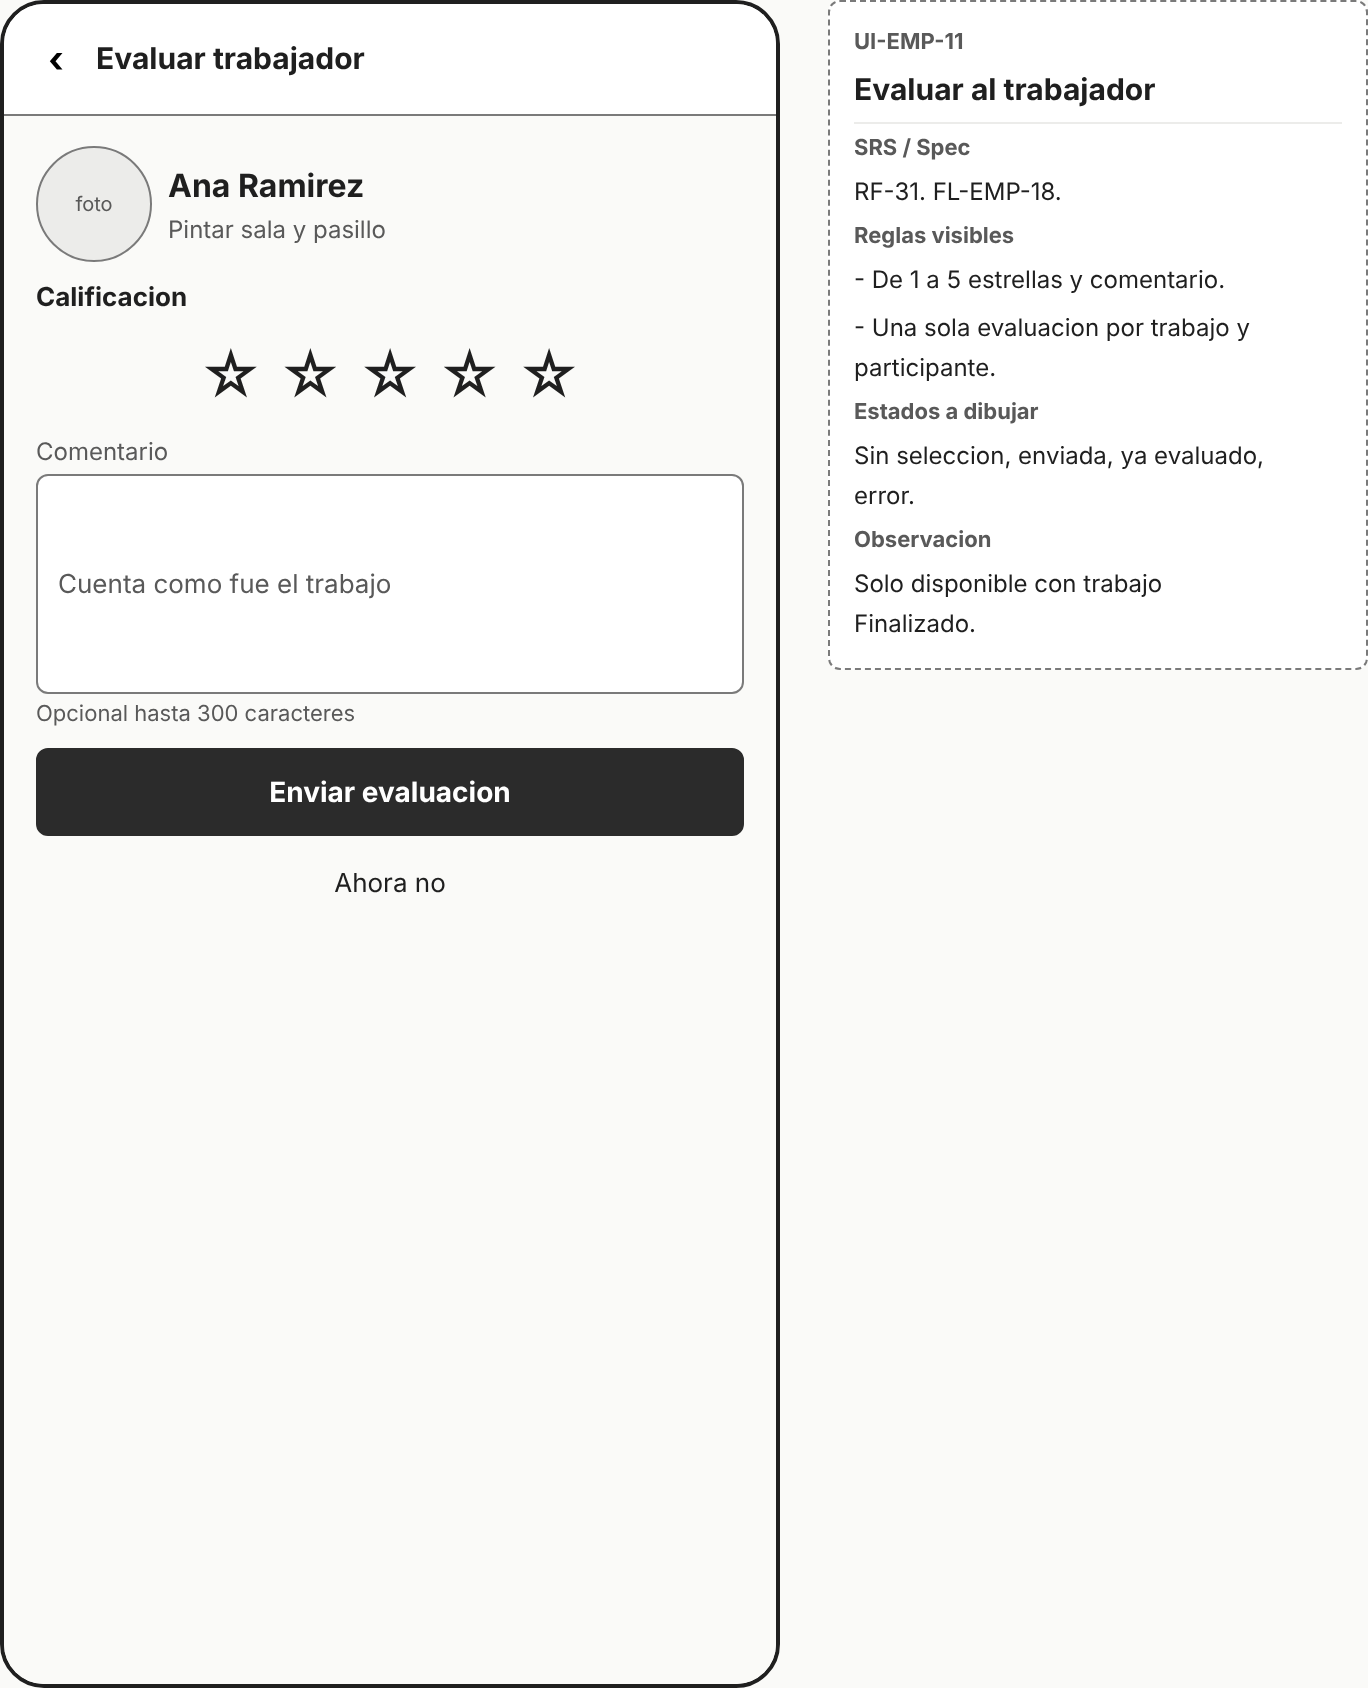 ‹ Evaluar trabajador
foto
Ana Ramirez
Pintar sala y pasillo
Calificacion
☆ ☆ ☆ ☆ ☆
Comentario
Cuenta como fue el trabajo
Opcional hasta 300 caracteres
Enviar evaluacion
Ahora no
UI-EMP-11
Evaluar al trabajador
SRS / Spec
RF-31. FL-EMP-18.
Reglas visibles
- De 1 a 5 estrellas y comentario.
- Una sola evaluacion por trabajo y
participante.
Estados a dibujar
Sin seleccion, enviada, ya evaluado,
error.
Observacion
Solo disponible con trabajo
Finalizado.